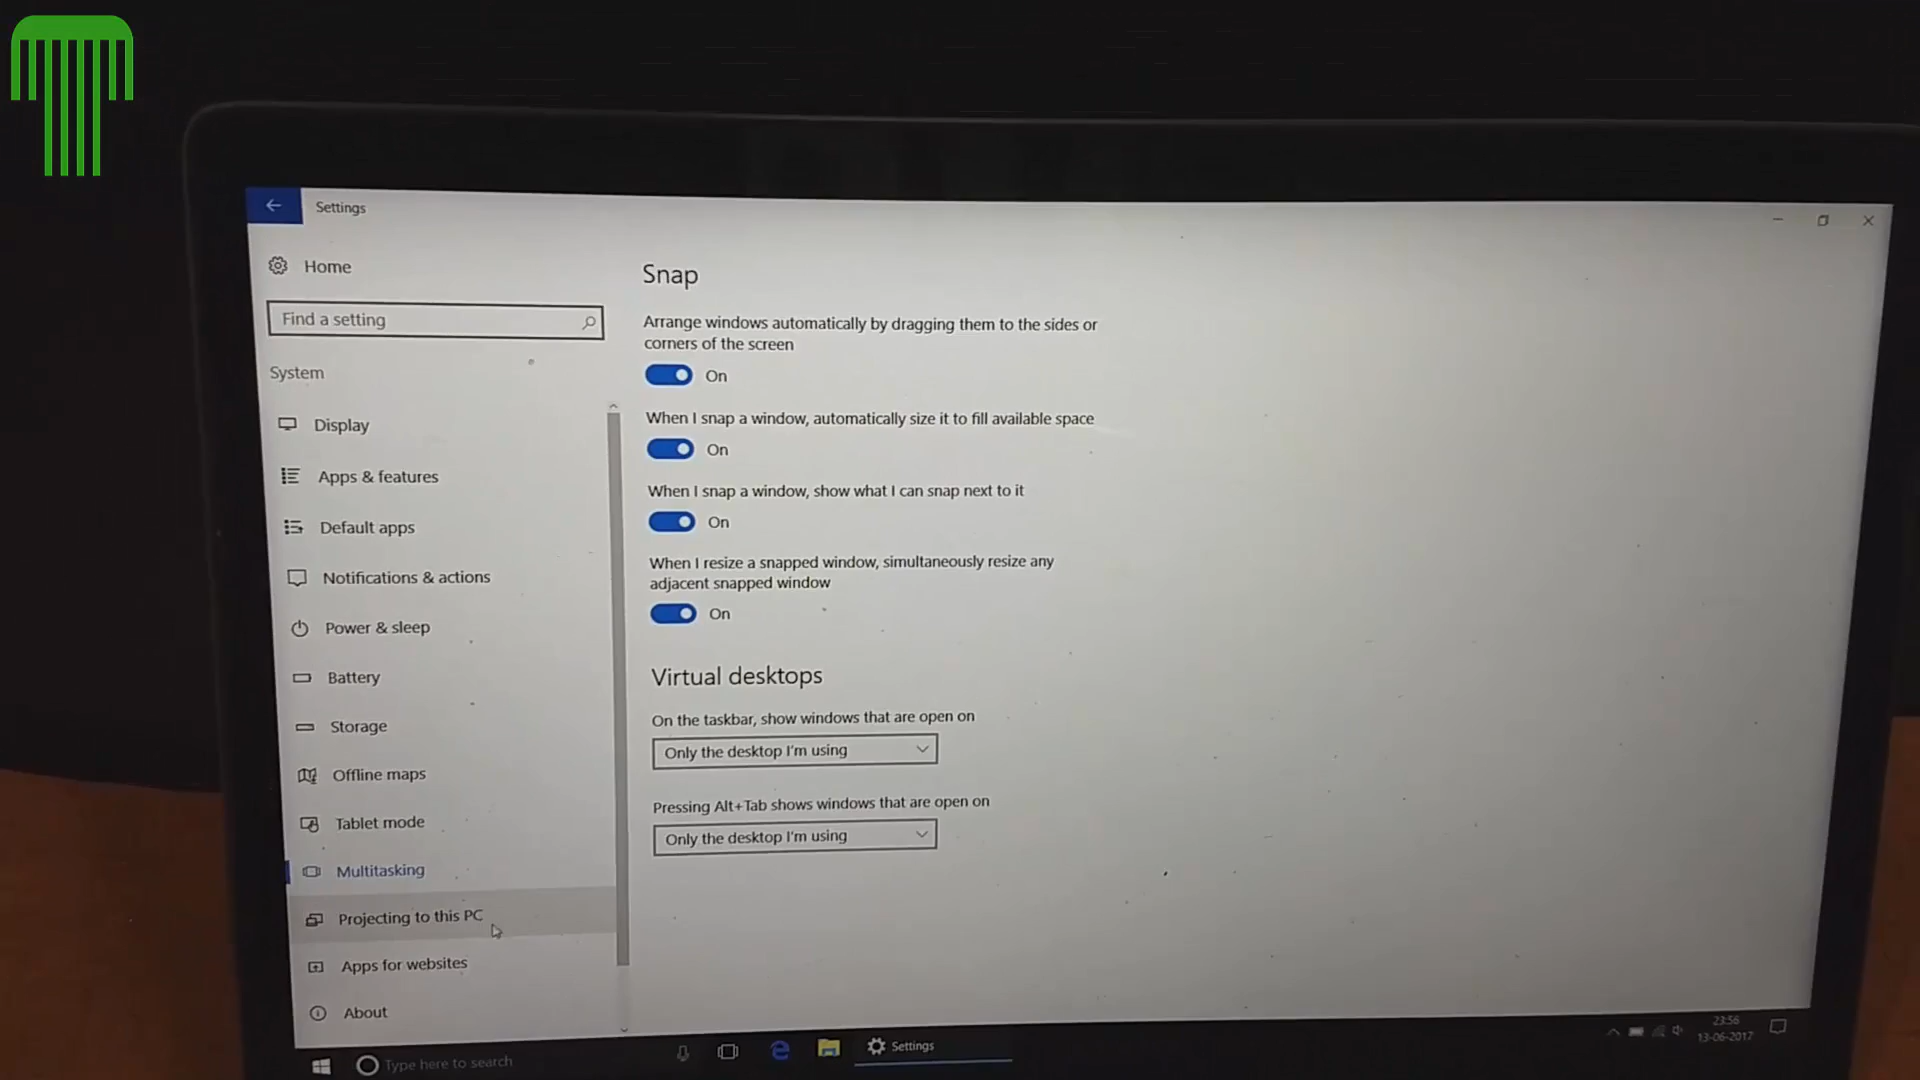 Settings
Home
Find a setting
System
Display
Apps & features
Default apps
Notifications & actions
Power & sleep
Battery
Storage
Offline maps
Tablet mode
Multitasking
Projecting to this PC
Apps for websites
About
Snap
Arrange windows automatically by dragging them to the sides or
corners of the screen
On
When I snap a window, automatically size it to fill available space
On
When I snap a window, show what I can snap next to it
On
When I resize a snapped window, simultaneously resize any
adjacent snapped window
On
Virtual desktops
On the taskbar, show windows that are open on
Only the desktop I'm using
Pressing Alt+Tab shows windows that are open on
Only the desktop I'm using
Type here to search
Settings
23:56
13-06-2017